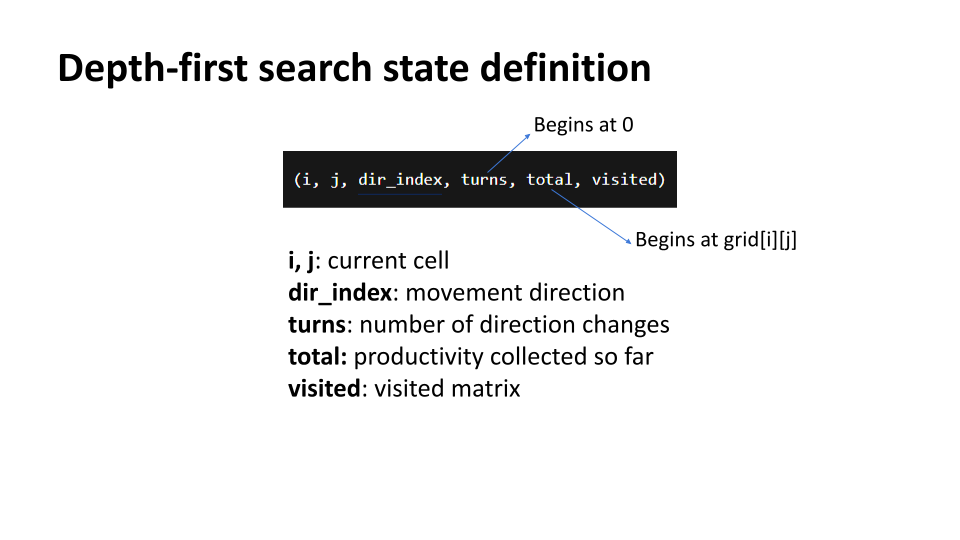 Depth-first search state definition
Begins at 0
(i, j, dir_index, turns, total, visited)
Begins at grid[i][j]
i, j: current cell
dir_index: movement direction
turns: number of direction changes
total: productivity collected so far
visited: visited matrix